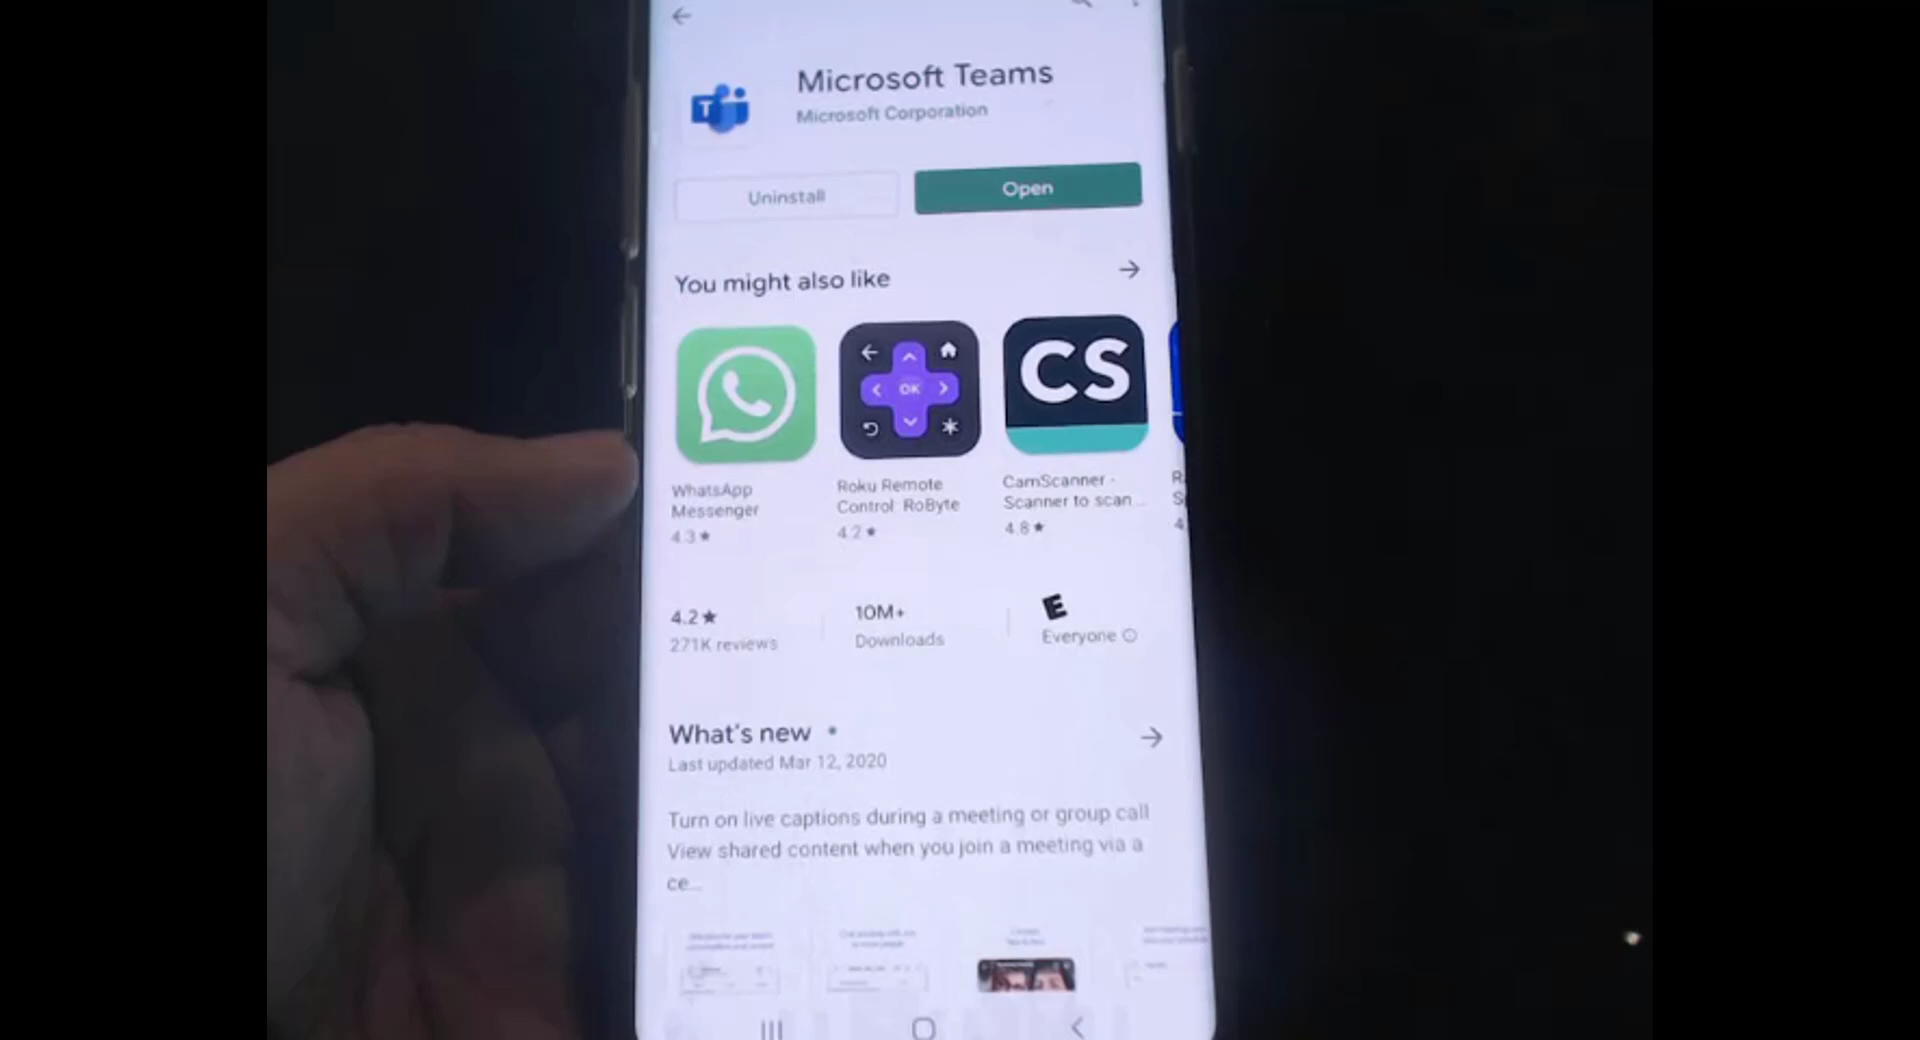 Microsoft Teams
Microsoft Corporation
T
Uninstall
Open
You might also like
OK
CS
WhatsApp
Messenger
4.3★
Roku Remote
Control: RoByte
4.2★
CamScanner -
Scanner to scan ...
4.8★
R
S
4
4.2★
271K reviews
10M+
Downloads
E
Everyone
What's new •
Last updated Mar 12, 2020
Turn on live captions during a meeting or group call
View shared content when you join a meeting via a
ce...